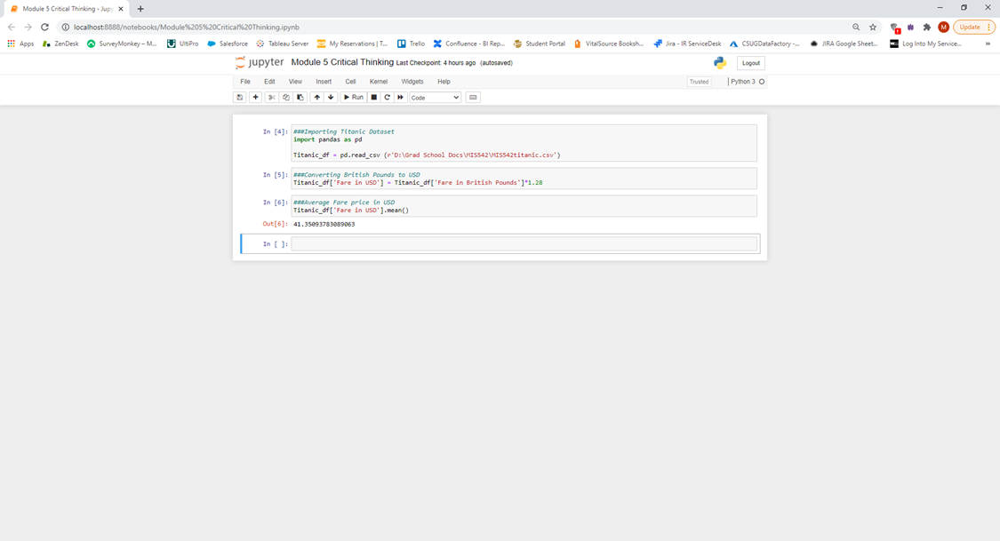 Module 5 Critical Thinking - Jupy
localhost:8888/notebooks/Module%205%20Critical%20Thinking.ipynb
M
Update
Apps
ZenDesk
SurveyMonkey – M...
UltiPro
Salesforce
Tableau Server
My Reservations | T...
Trello
Confluence - BI Rep...
Student Portal
VitalSource Booksh...
Jira - IR ServiceDesk
CSUGDataFactory -...
JIRA Google Sheet...
Log Into My Service...
jupyter Module 5 Critical Thinking Last Checkpoint: 4 hours ago (autosaved)
Logout
File Edit View Insert Cell Kernel Widgets Help
Trusted
Python 3
Run
Code
In [4]: ###Importing Titanic Dataset
import pandas as pd
Titanic_df = pd.read_csv (r'D:\Grad School Docs\MIS542\MIS542titanic.csv')
In [5]: ###Converting British Pounds to USD
Titanic_df['Fare in USD'] = Titanic_df['Fare in British Pounds']*1.28
In [6]: ###Average Fare price in USD
Titanic_df['Fare in USD'].mean()
Out[6]: 41.35093783089063
In [ ]: